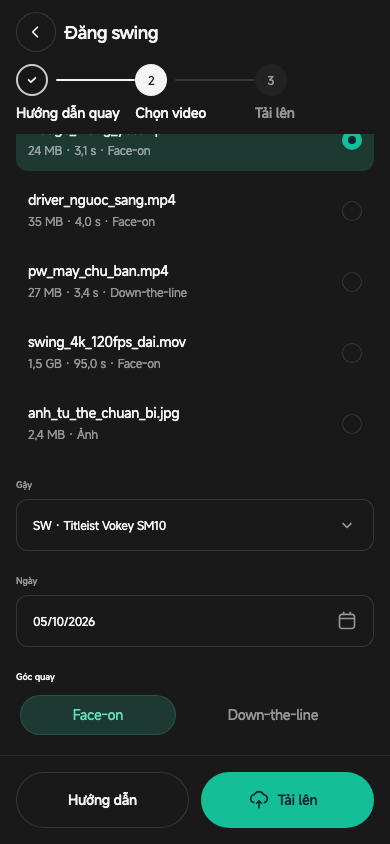 Đăng swing
2
3
Hướng dẫn quay
Chọn video
Tải lên
24 MB · 3,1 s · Face-on
driver_nguoc_sang.mp4
35 MB · 4,0 s · Face-on
pw_may_chu_ban.mp4
27 MB · 3,4 s · Down-the-line
swing_4k_120fps_dai.mov
1,5 GB · 95,0 s · Face-on
anh_tu_the_chuan_bi.jpg
2,4 MB · Ảnh
Gậy
SW · Titleist Vokey SM10
Ngày
05/10/2026
Góc quay
Face-on
Down-the-line
Hướng dẫn
Tải lên